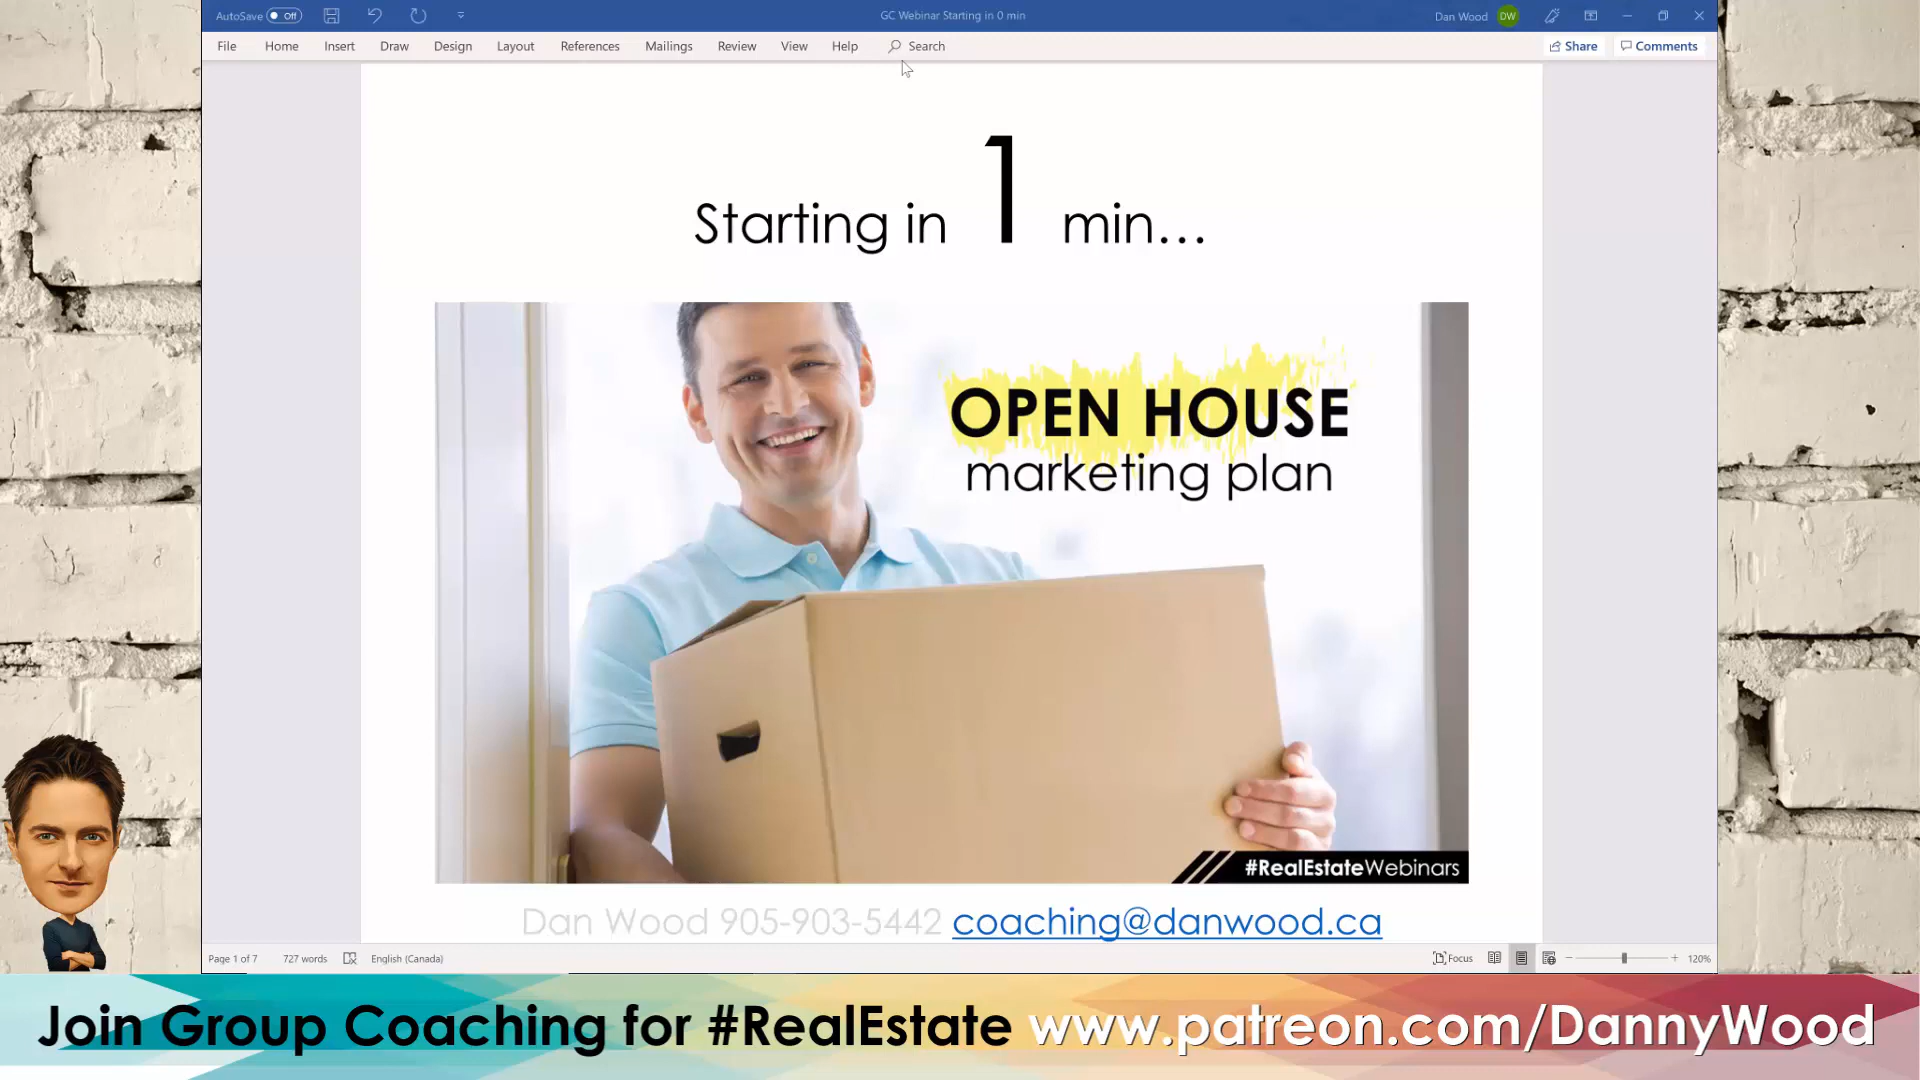 AutoSave Off
GC Webinar Starting in 0 min
Dan Wood DW
File Home Insert Draw Design Layout References Mailings Review View Help Search
Share Comments
Starting in 1 min...
OPEN HOUSE
marketing plan
#RealEstateWebinars
Dan Wood 905-903-5442 coaching@danwood.ca
Page 1 of 7 727 words English (Canada)
Focus 120%
Join Group Coaching for #RealEstate www.patreon.com/DannyWood